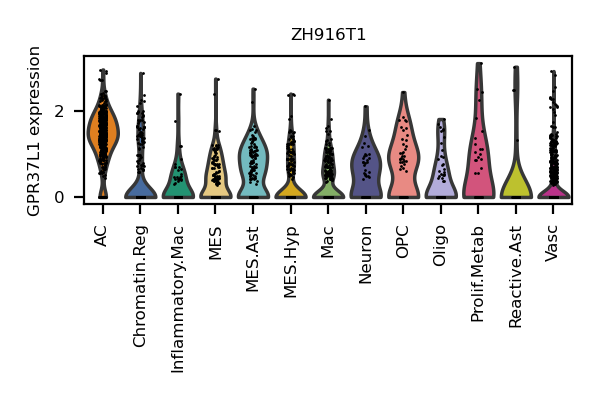 ZH916T1
GPR37L1 expression
2
0
AC
Chromatin.Reg
Inflammatory.Mac
MES
MES.Ast
MES.Hyp
Mac
Neuron
OPC
Oligo
Prolif.Metab
Reactive.Ast
Vasc